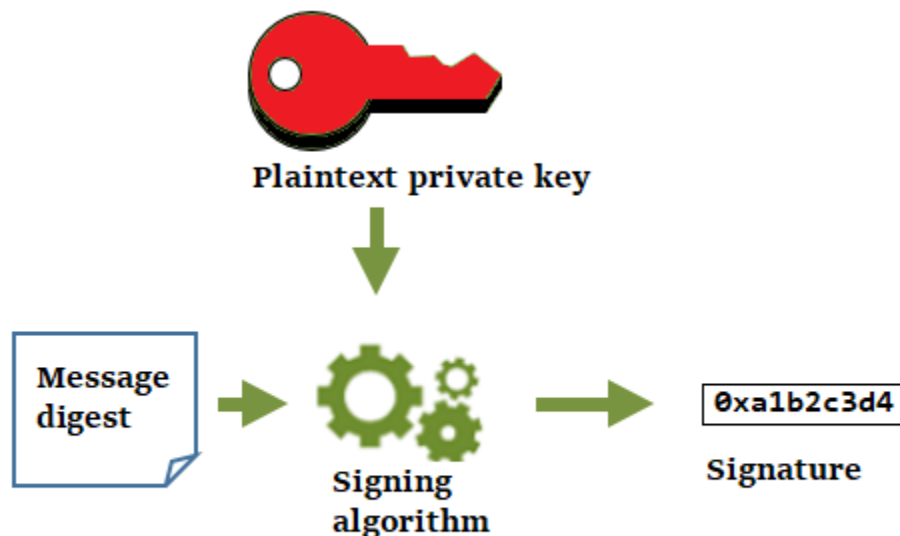 Plaintext private key
Message
digest
0xa1b2c3d4
Signing
algorithm
Signature